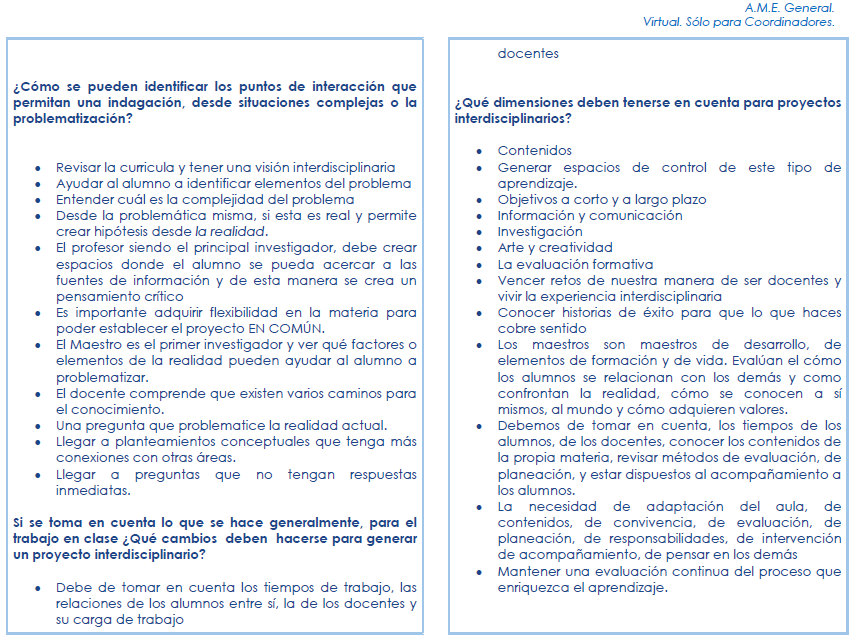 A.M.E. General.
Virtual. Sólo para Coordinadores.
¿Cómo se pueden identificar los puntos de interacción que
permitan una indagación, desde situaciones complejas o la
problematización?
• Revisar la curricula y tener una visión interdisciplinaria
• Ayudar al alumno a identificar elementos del problema
• Entender cuál es la complejidad del problema
• Desde la problemática misma, si esta es real y permite
crear hipótesis desde la realidad.
• El profesor siendo el principal investigador, debe crear
espacios donde el alumno se pueda acercar a las
fuentes de información y de esta manera se crea un
pensamiento crítico
• Es importante adquirir flexibilidad en la materia para
poder establecer el proyecto EN COMÚN.
• El Maestro es el primer investigador y ver qué factores o
elementos de la realidad pueden ayudar al alumno a
problematizar.
• El docente comprende que existen varios caminos para
el conocimiento.
• Una pregunta que problematice la realidad actual.
• Llegar a planteamientos conceptuales que tenga más
conexiones con otras áreas.
• Llegar a preguntas que no tengan respuestas
inmediatas.
Si se toma en cuenta lo que se hace generalmente, para el
trabajo en clase ¿Qué cambios deben hacerse para generar
un proyecto interdisciplinario?
• Debe de tomar en cuenta los tiempos de trabajo, las
relaciones de los alumnos entre sí, la de los docentes y
su carga de trabajo
docentes
¿Qué dimensiones deben tenerse en cuenta para proyectos
interdisciplinarios?
• Contenidos
• Generar espacios de control de este tipo de
aprendizaje.
• Objetivos a corto y a largo plazo
• Información y comunicación
• Investigación
• Arte y creatividad
• La evaluación formativa
• Vencer retos de nuestra manera de ser docentes y
vivir la experiencia interdisciplinaria
• Conocer historias de éxito para que lo que haces
cobre sentido
• Los maestros son maestros de desarrollo, de
elementos de formación y de vida. Evalúan el cómo
los alumnos se relacionan con los demás y como
confrontan la realidad, cómo se conocen a sí
mismos, al mundo y cómo adquieren valores.
• Debemos de tomar en cuenta, los tiempos de los
alumnos, de los docentes, conocer los contenidos de
la propia materia, revisar métodos de evaluación, de
planeación, y estar dispuestos al acompañamiento a
los alumnos.
• La necesidad de adaptación del aula, de
contenidos, de convivencia, de evaluación, de
planeación, de responsabilidades, de intervención
de acompañamiento, de pensar en los demás
• Mantener una evaluación continua del proceso que
enriquezca el aprendizaje.